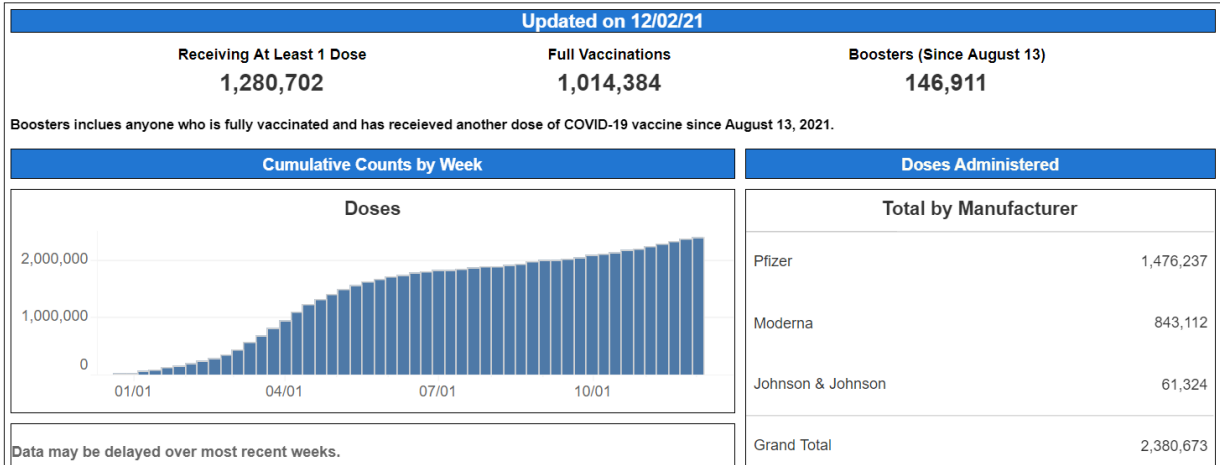 Updated on 12/02/21
Receiving At Least 1 Dose
Full Vaccinations
Boosters (Since August 13)
1,280,702
1,014,384
146,911
Boosters inclues anyone who is fully vaccinated and has receieved another dose of COVID-19 vaccine since August 13, 2021.
Cumulative Counts by Week
Doses
2,000,000
1,000,000
0
01/01
04/01
07/01
10/01
Data may be delayed over most recent weeks.
Doses Administered
Total by Manufacturer
Pfizer 1,476,237
Moderna 843,112
Johnson & Johnson 61,324
Grand Total 2,380,673